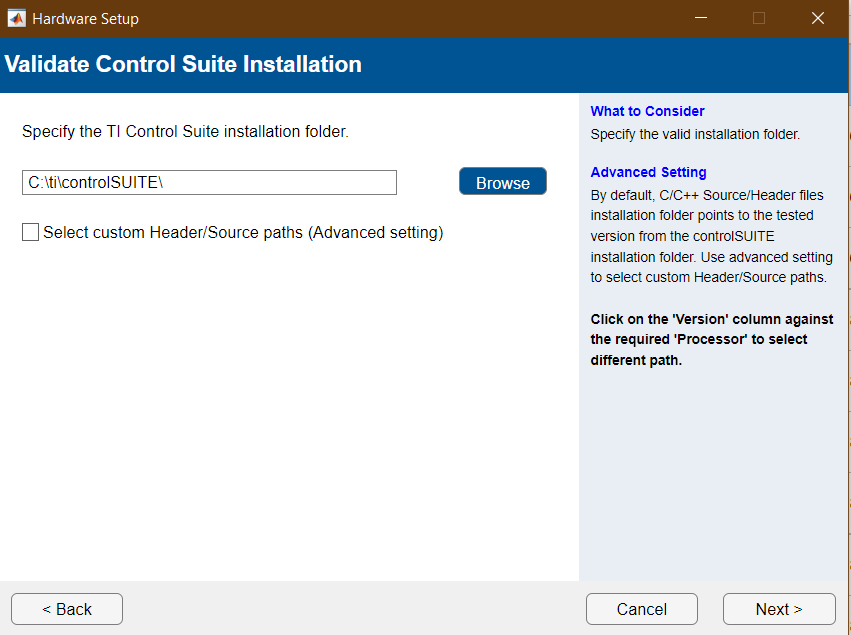 Hardware Setup
Validate Control Suite Installation
Specify the TI Control Suite installation folder.
C:\ti\controlSUITE\
Browse
Select custom Header/Source paths (Advanced setting)
What to Consider
Specify the valid installation folder.
Advanced Setting
By default, C/C++ Source/Header files
installation folder points to the tested
version from the controlSUITE
installation folder. Use advanced setting
to select custom Header/Source paths.
Click on the 'Version' column against
the required 'Processor' to select
different path.
< Back
Cancel
Next >